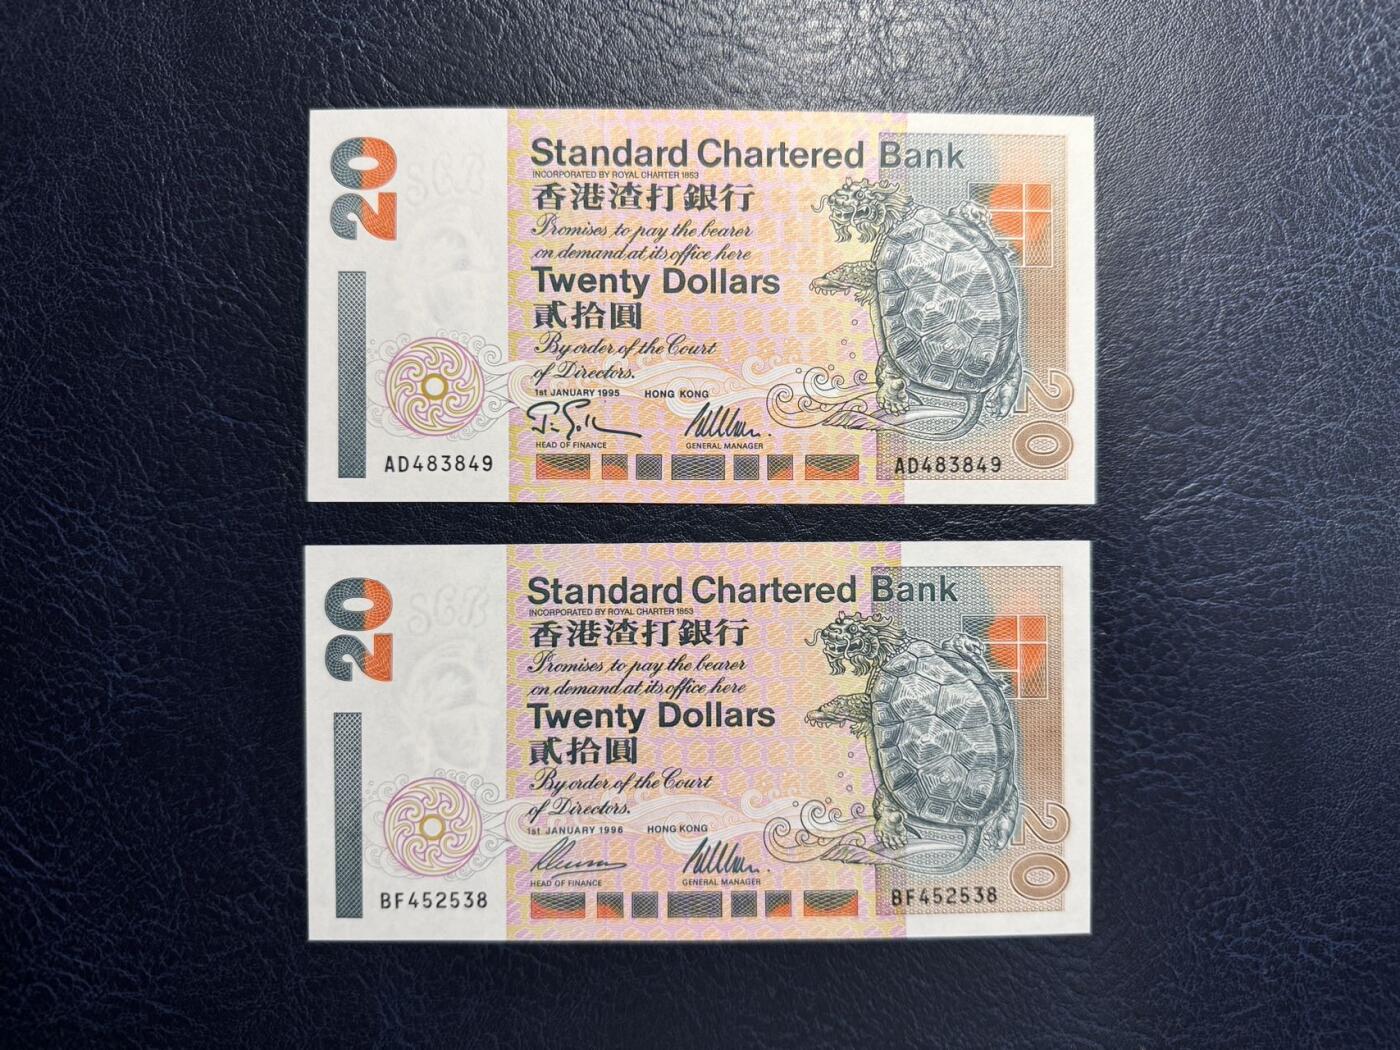 20
Standard Chartered Bank
INCORPORATED BY ROYAL CHARTER 1853
香港渣打銀行
Promises to pay the bearer
on demand at its office here
Twenty Dollars
貳拾圓
By order of the Court
of Directors.
1st JANUARY 1995 HONG KONG
HEAD OF FINANCE GENERAL MANAGER
AD483849 AD483849
20
20
Standard Chartered Bank
INCORPORATED BY ROYAL CHARTER 1853
香港渣打銀行
Promises to pay the bearer
on demand at its office here
Twenty Dollars
貳拾圓
By order of the Court
of Directors.
1st JANUARY 1996 HONG KONG
HEAD OF FINANCE GENERAL MANAGER
BF452538 BF452538
20